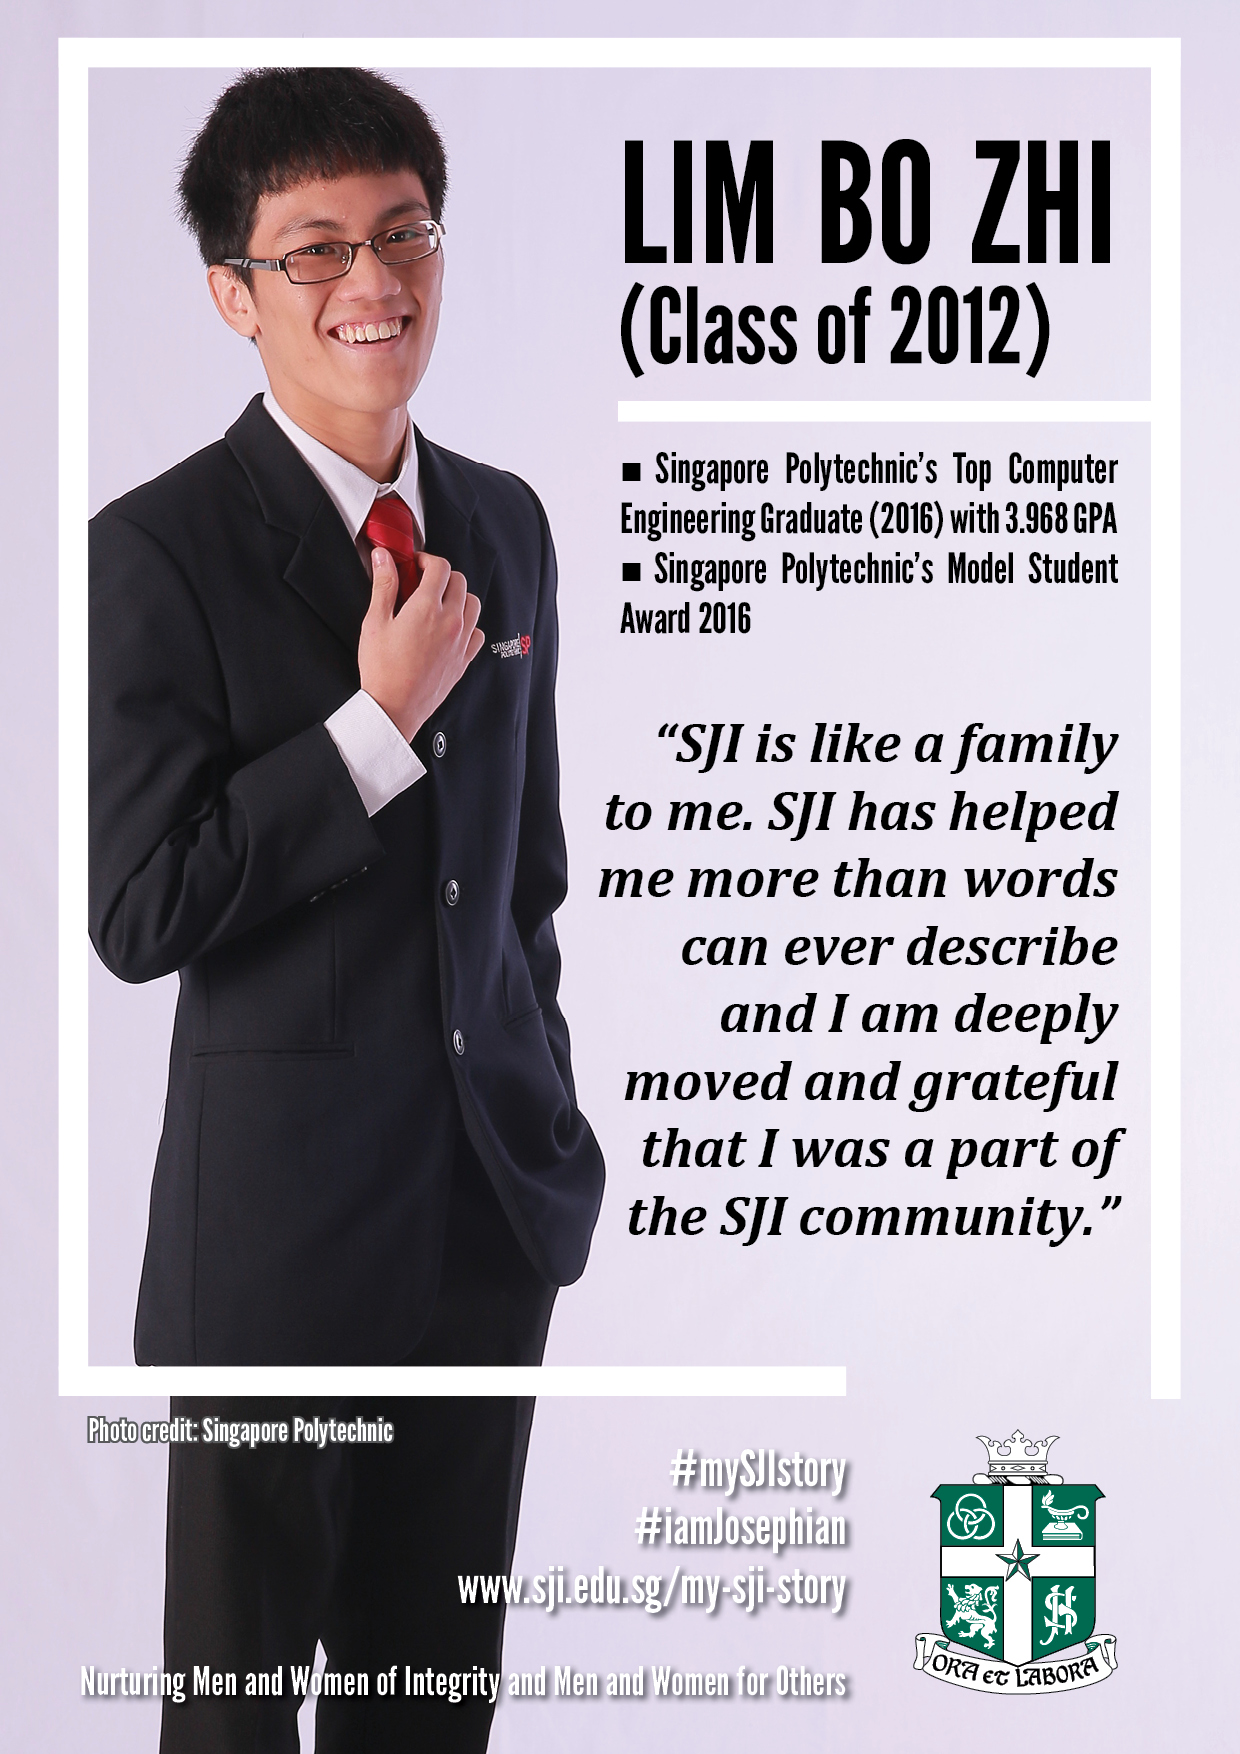 LIM BO ZHI
(Class of 2012)
■ Singapore Polytechnic's Top Computer
Engineering Graduate (2016) with 3.968 GPA
■ Singapore Polytechnic's Model Student
Award 2016
SINGAPORE
POLYTECHNIC
SP
“SJI is like a family
to me. SJI has helped
me more than words
can ever describe
and I am deeply
moved and grateful
that I was a part of
the SJI community.”
Photo credit: Singapore Polytechnic
#mySJIstory
#iamJosephian
www.sji.edu.sg/my-sji-story
Nurturing Men and Women of Integrity and Men and Women for Others
SJI
ORA ET LABORA